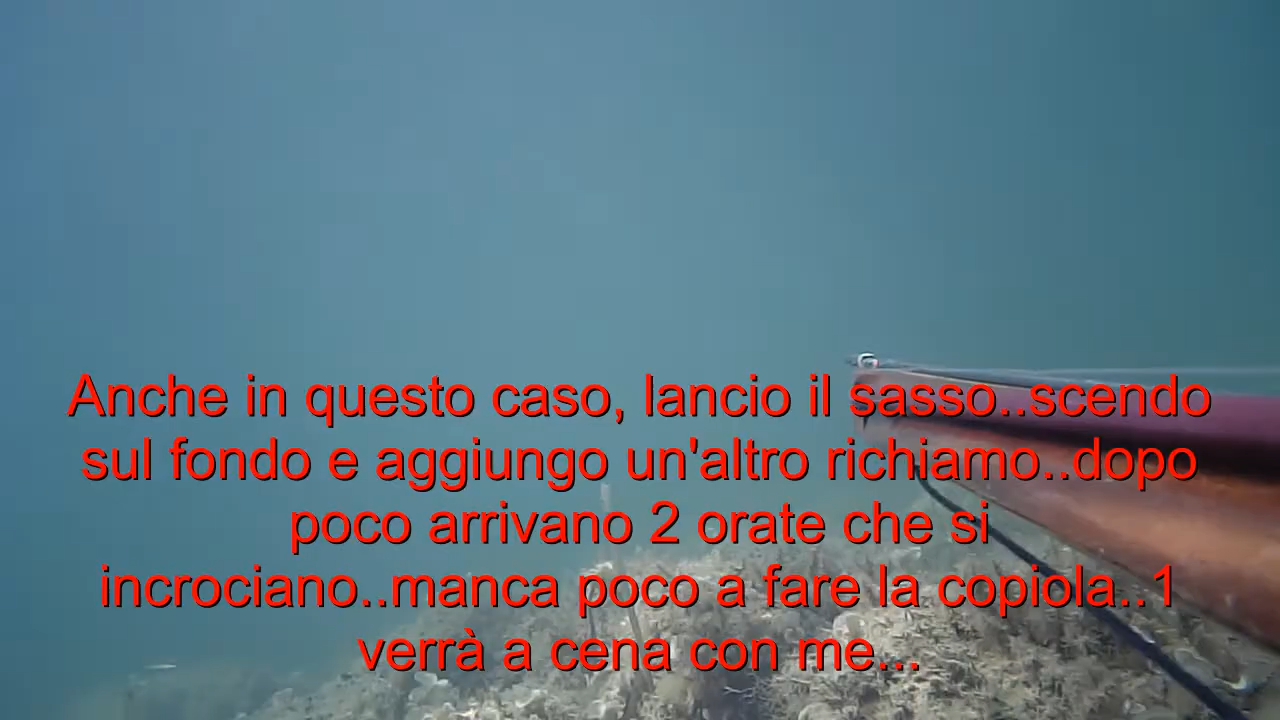 Anche in questo caso, lancio il sasso..scendo
sul fondo e aggiungo un'altro richiamo..dopo
poco arrivano 2 orate che si
incrociano..manca poco a fare la copiola..1
verrà a cena con me...